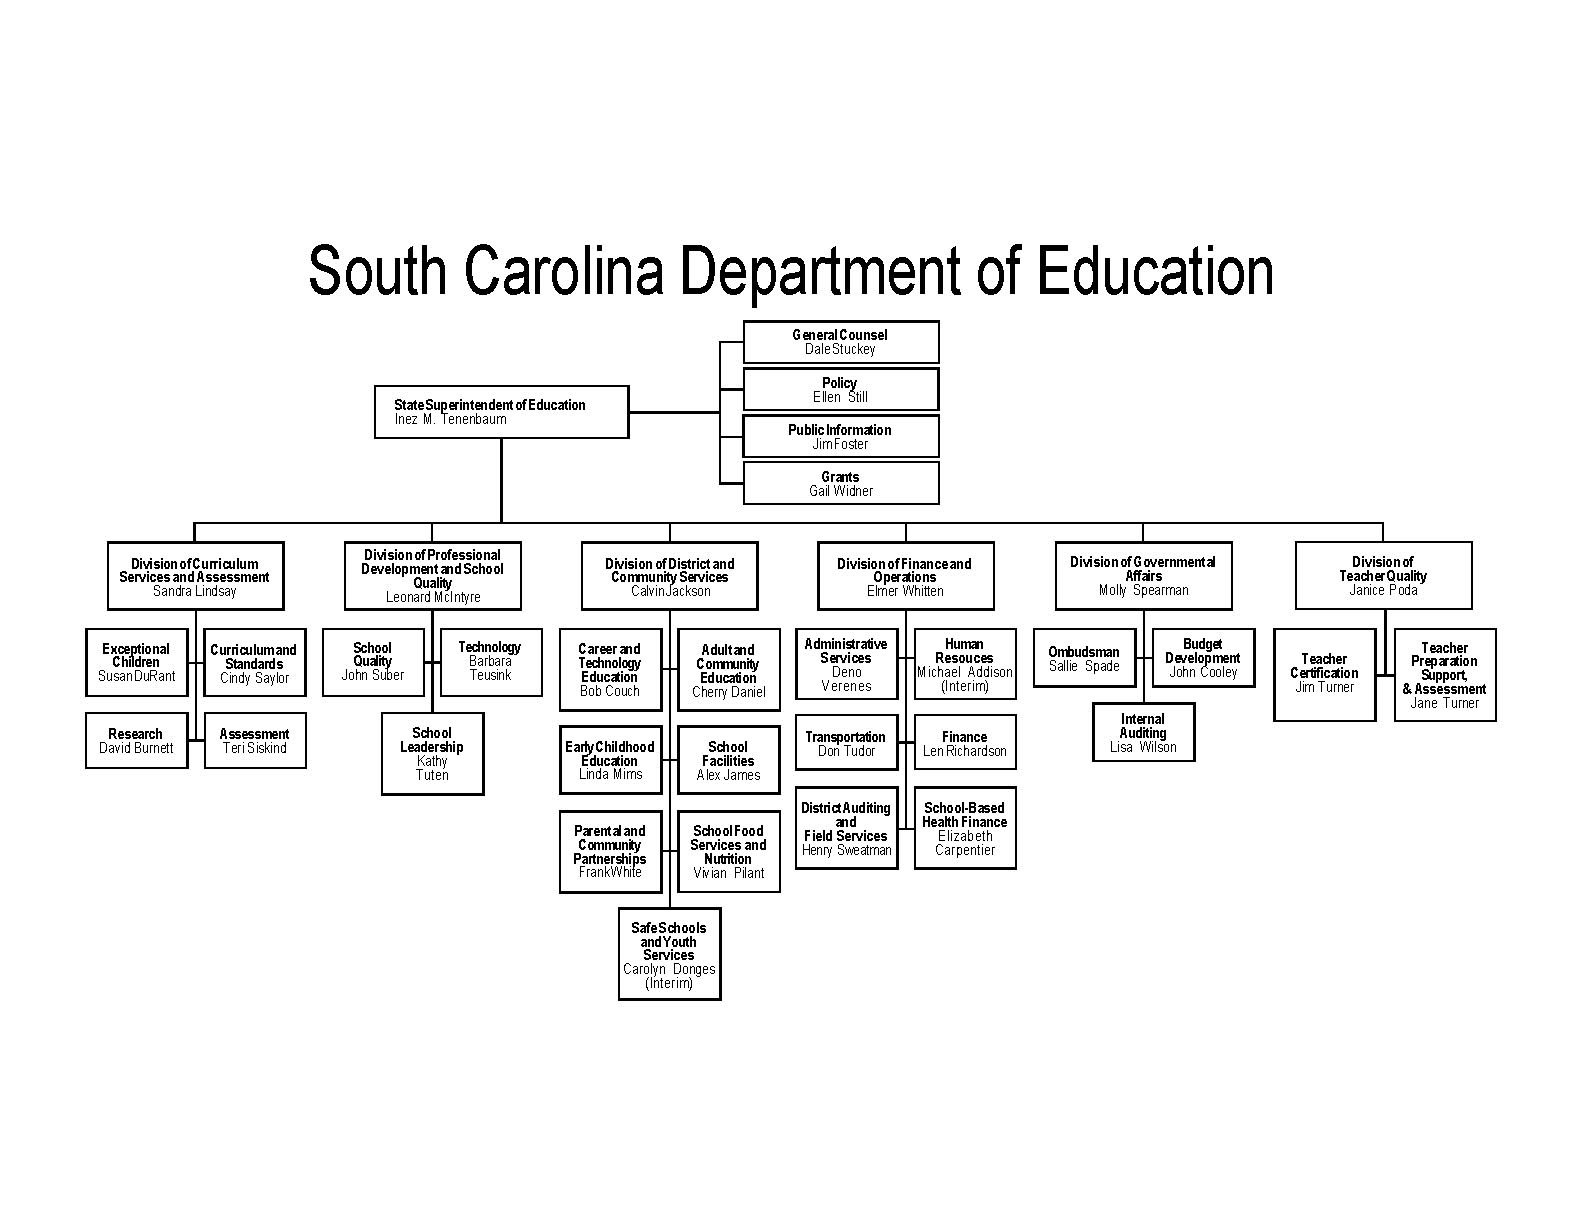 South Carolina Department of Education
General Counsel
Dale Stuckey
Policy
Ellen Still
State Superintendent of Education
Inez M. Tenenbaum
Public Information
Jim Foster
Grants
Gail Widner
Division of Curriculum
Services and Assessment
Sandra Lindsay
Division of Professional
Development and School
Quality
Leonard McIntyre
Division of District and
Community Services
Calvin Jackson
Division of Finance and
Operations
Elmer Whitten
Division of Governmental
Affairs
Molly Spearman
Division of
Teacher Quality
Janice Poda
Exceptional
Children
Susan DuRant
Curriculum and
Standards
Cindy Saylor
Research
David Burnett
Assessment
Teri Siskind
School
Quality
John Suber
Technology
Barbara
Teusink
School
Leadership
Kathy
Tuten
Career and
Technology
Education
Bob Couch
Adult and
Community
Education
Cherry Daniel
Early Childhood
Education
Linda Mims
School
Facilities
Alex James
Parental and
Community
Partnerships
Frank White
School Food
Services and
Nutrition
Vivian Pilant
Safe Schools
and Youth
Services
Carolyn Donges
(Interim)
Administrative
Services
Deno
Verenes
Human
Resouces
Michael Addison
(Interim)
Transportation
Don Tudor
Finance
Len Richardson
District Auditing
and
Field Services
Henry Sweatman
School-Based
Health Finance
Elizabeth
Carpentier
Ombudsman
Sallie Spade
Budget
Development
John Cooley
Internal
Auditing
Lisa Wilson
Teacher
Certification
Jim Turner
Teacher
Preparation
Support,
& Assessment
Jane Turner